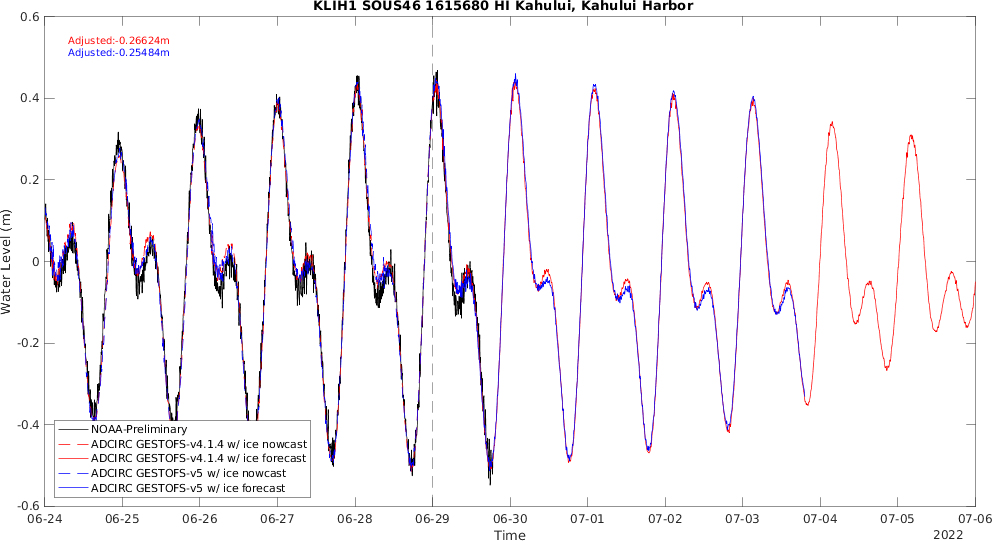 KLIH1 SOUS46 1615680 HI Kahului, Kahului Harbor
0.6
Adjusted:-0.26624m
Adjusted:-0.25484m
0.4
0.2
0
-0.2
-0.4
-0.6
Water Level (m)
NOAA-Preliminary
ADCIRC GESTOFS-v4.1.4 w/ ice nowcast
ADCIRC GESTOFS-v4.1.4 w/ ice forecast
ADCIRC GESTOFS-v5 w/ ice nowcast
ADCIRC GESTOFS-v5 w/ ice forecast
06-24 06-25 06-26 06-27 06-28 06-29 06-30 07-01 07-02 07-03 07-04 07-05 07-06
Time
2022